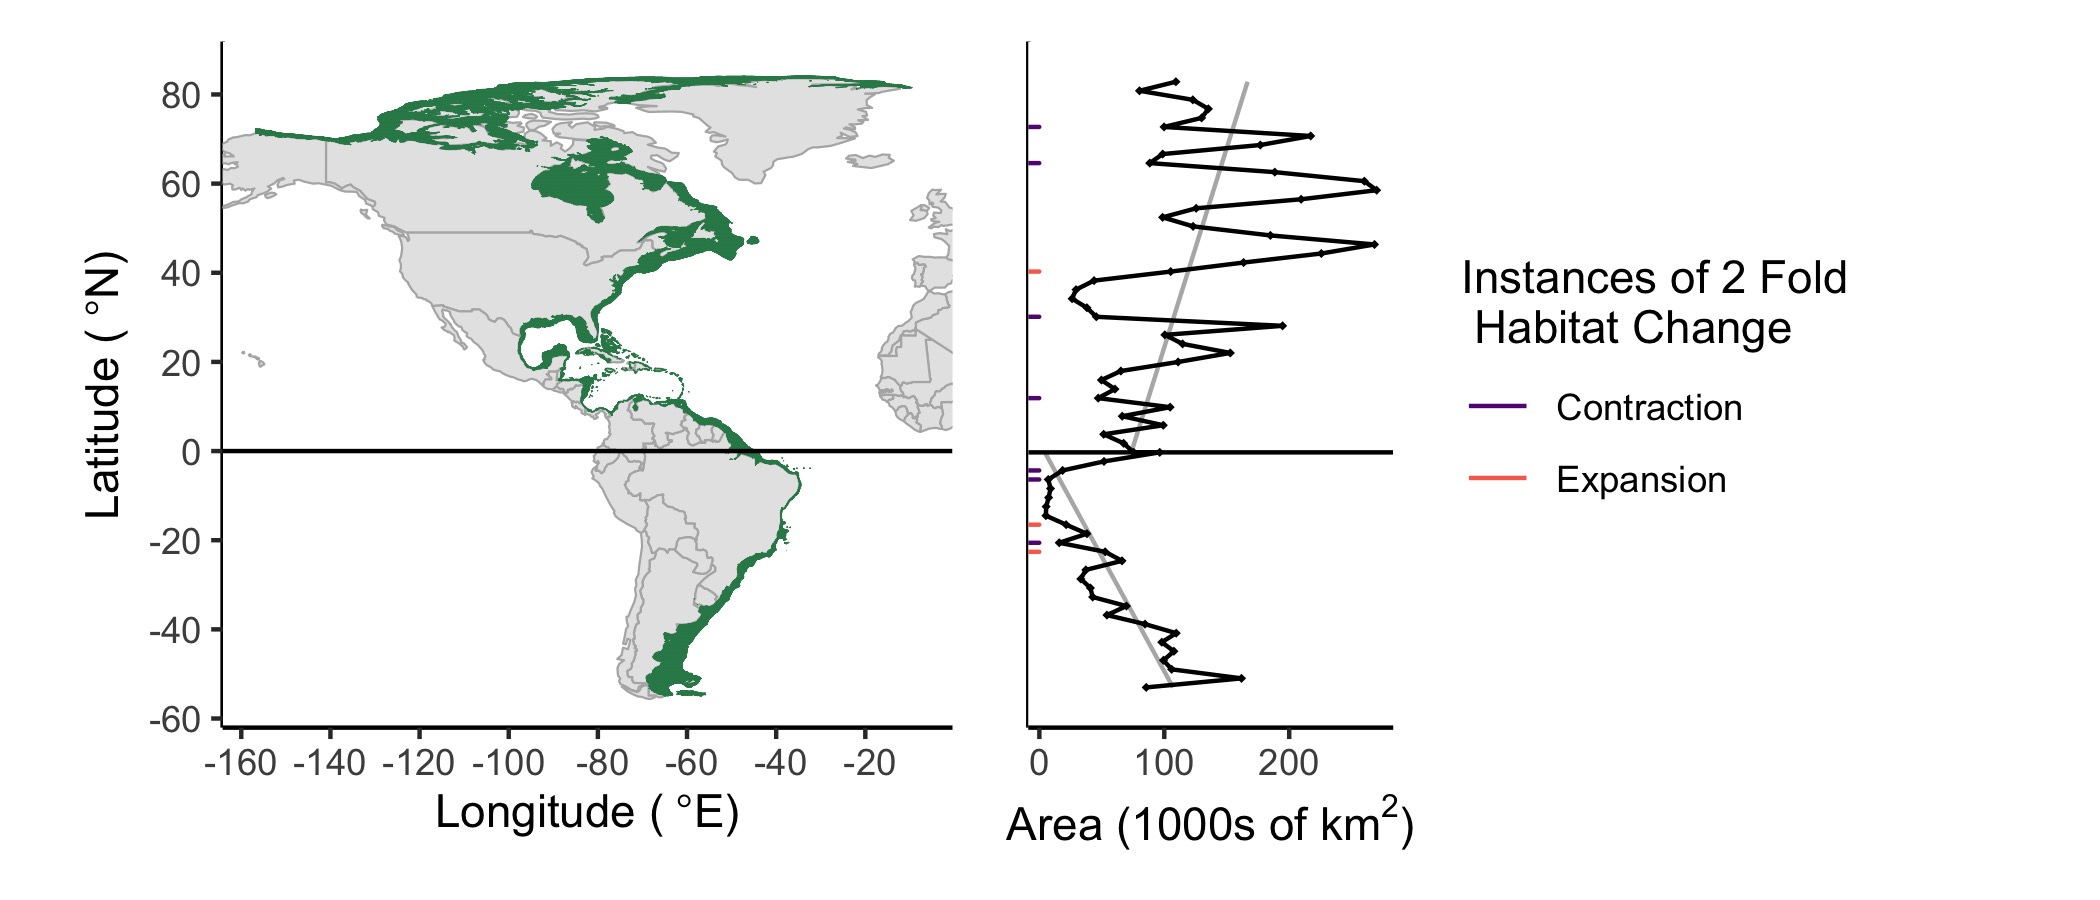 80
60
40
20
0
-20
-40
-60
Latitude ( °N)
-160 -140 -120 -100 -80 -60 -40 -20
Longitude ( °E)
0 100 200
Area (1000s of km²)
Instances of 2 Fold
Habitat Change
Contraction
Expansion